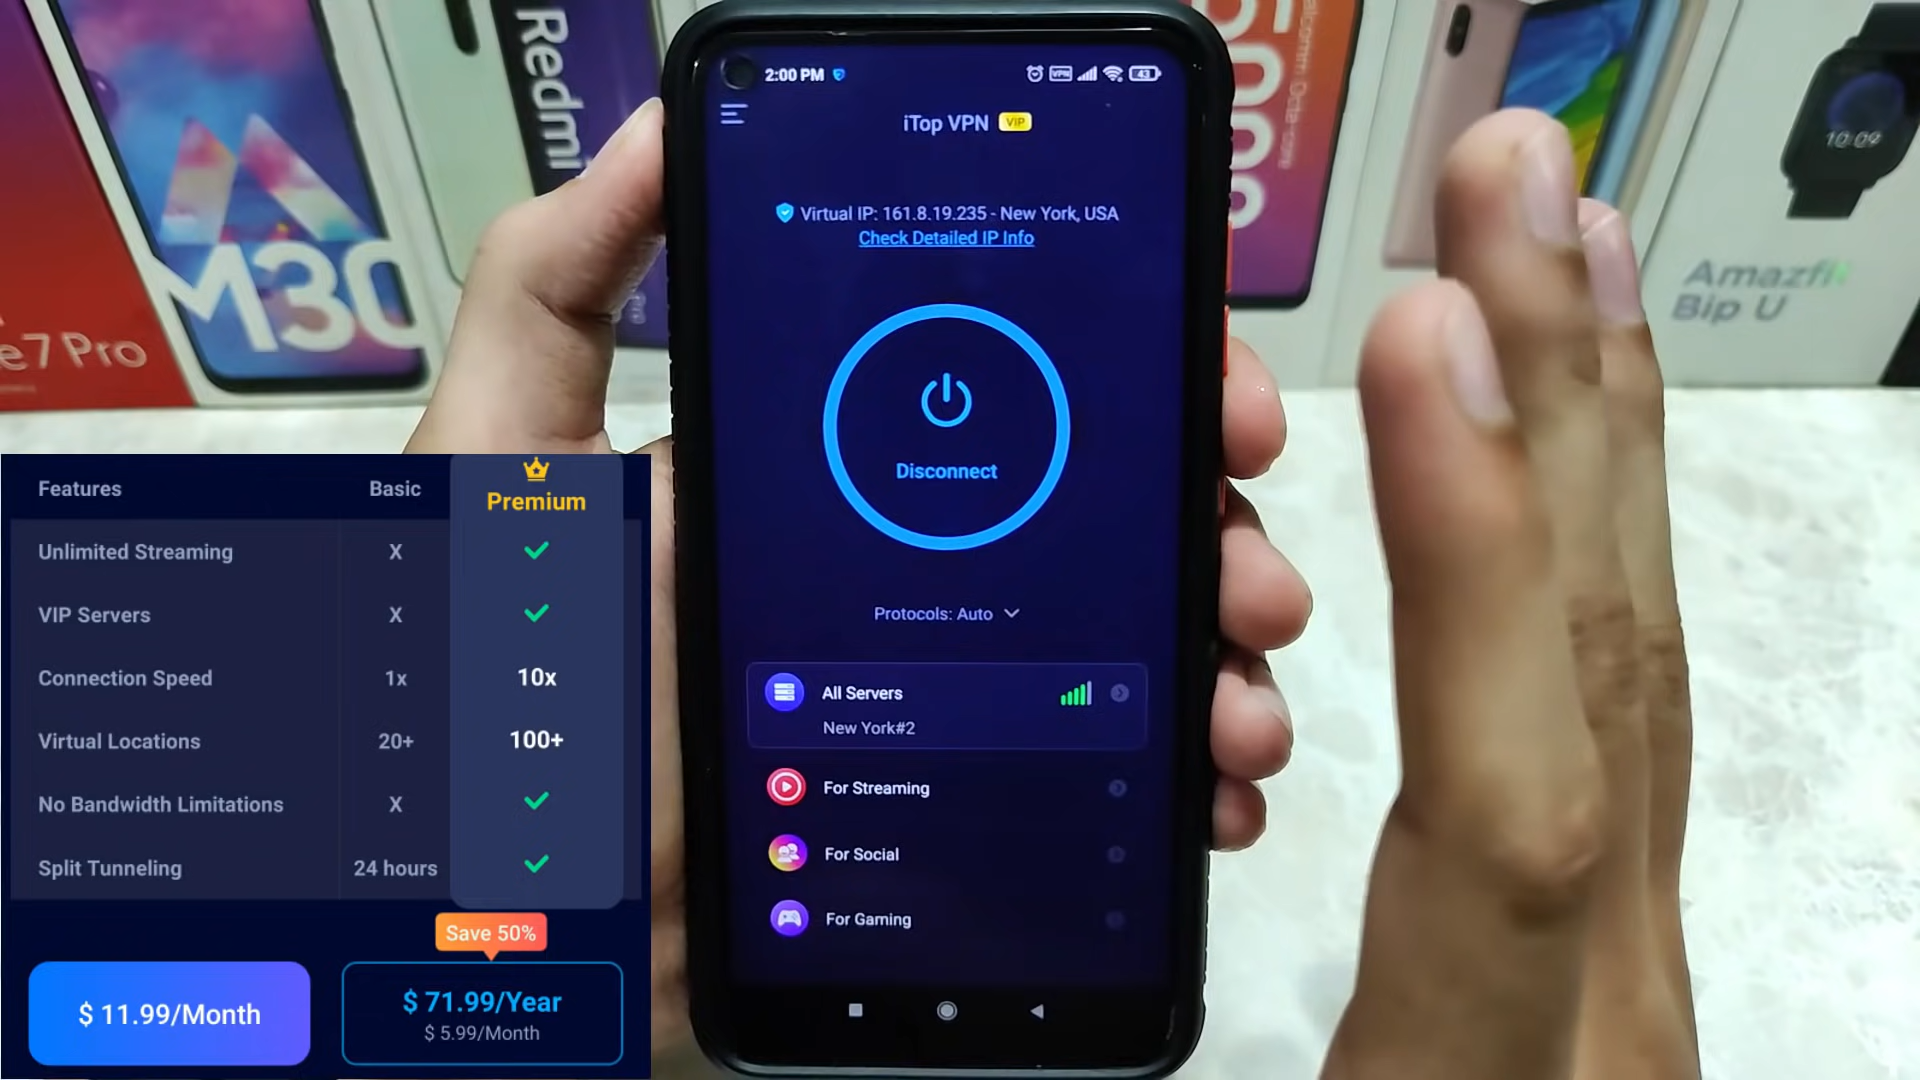 Redmi
M30
e7 Pro
Amazfit
Bip U
10:09
2:00 PM
VPN
43
iTop VPN VIP
Virtual IP: 161.8.19.235 - New York, USA
Check Detailed IP Info
Disconnect
Protocols: Auto
All Servers
New York#2
For Streaming
For Social
For Gaming
Features Basic Premium
Unlimited Streaming X
VIP Servers X
Connection Speed 1x 10x
Virtual Locations 20+ 100+
No Bandwidth Limitations X
Split Tunneling 24 hours
Save 50%
$ 11.99/Month
$ 71.99/Year
$ 5.99/Month